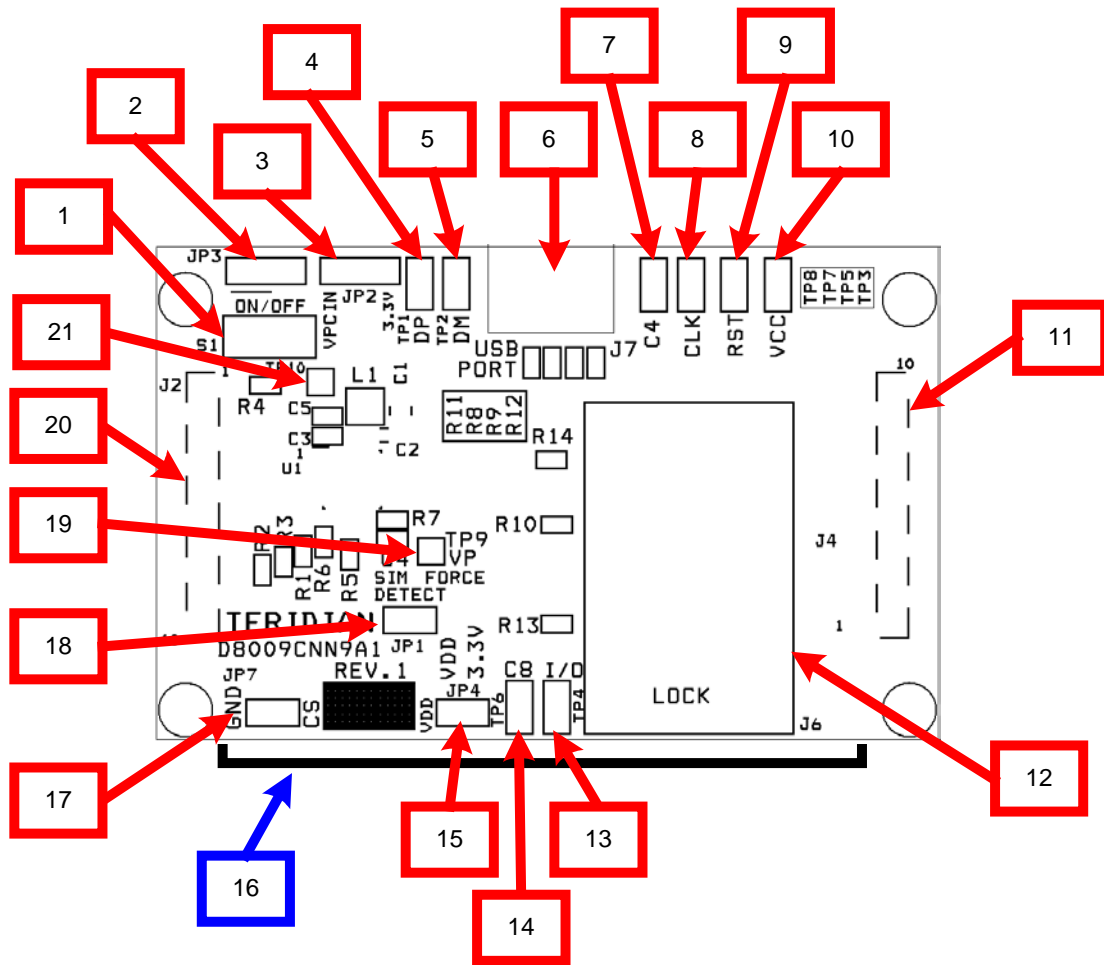 7
9
4
2
5
6
8
10
3
1
JP3
ON/OFF
S1
VPCIN
JP2
3.3V
TP1
DP
TP2
DM
C4
CLK
RST
VCC
TP8
TP7
TP5
TP3
21
11
USB
PORT
J7
J2
1
R4
L1
C1
C5
C3
C2
1
U1
R11
R8
R9
R12
R14
10
20
19
R2
R3
R1
R6
R5
R7
TP9
VP
SIM FORCE
DETECT
R10
J4
18
TERIDIAN
JP1
D8009CNN9A1
VDD
3.3V
R13
1
REV.1
JP7
GND
CS
VDD
JP4
TP6
C8
I/O
TP4
LOCK
J6
17
12
15
13
16
14